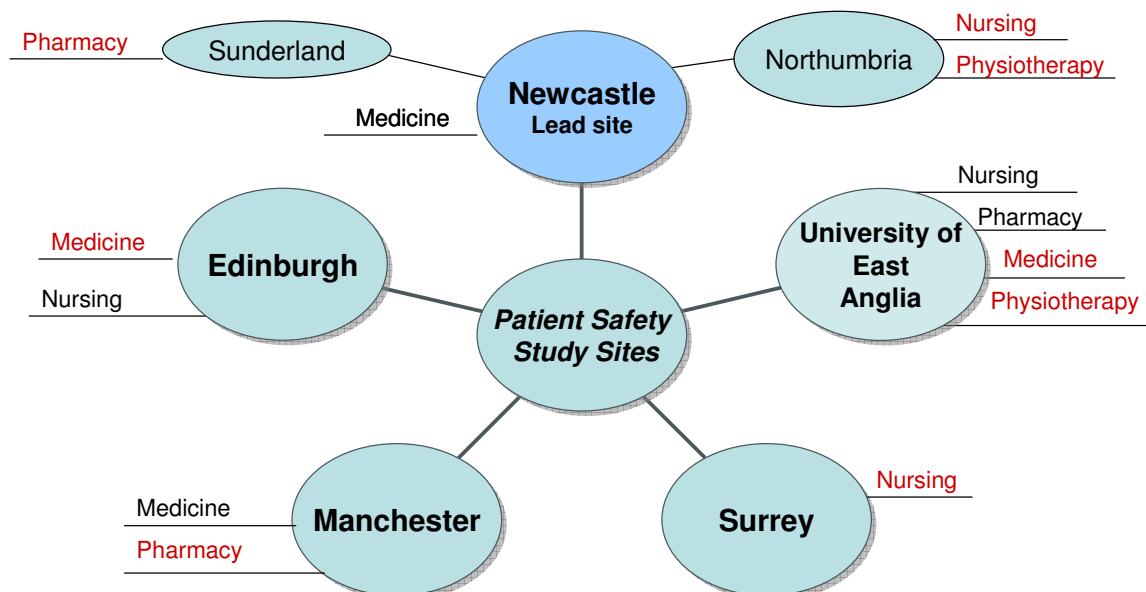 Pharmacy
Sunderland
Newcastle
Lead site
Medicine
Northumbria
Nursing
Physiotherapy
Medicine
Edinburgh
Nursing
Patient Safety
Study Sites
University of
East
Anglia
Nursing
Pharmacy
Medicine
Physiotherapy
Medicine
Manchester
Pharmacy
Surrey
Nursing